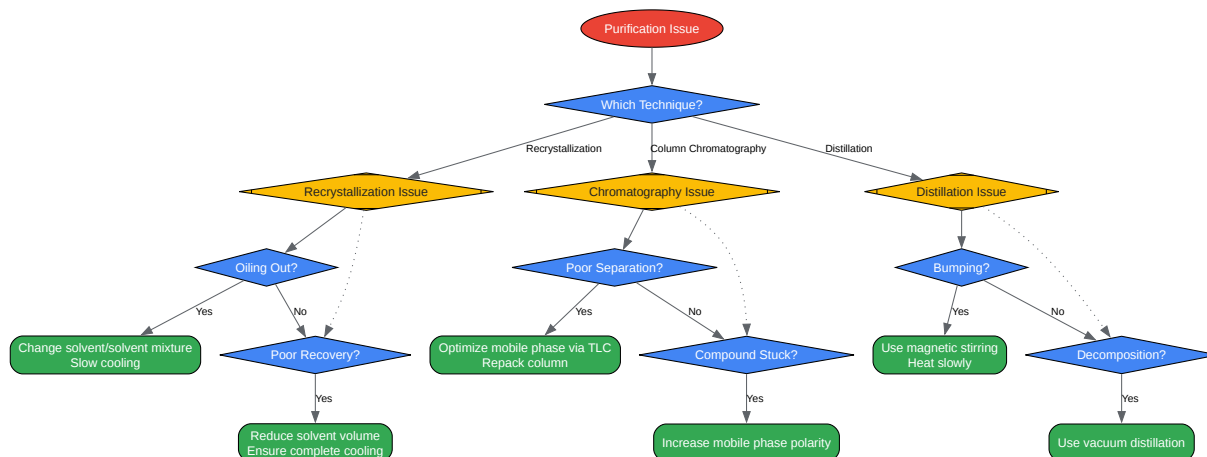 Purification Issue
Which Technique?
Recrystallization
Column Chromatography
Distillation
Recrystallization Issue
Chromatography Issue
Distillation Issue
Oiling Out?
Poor Separation?
Bumping?
Yes
No
Yes
No
Yes
No
Change solvent/solvent mixture
Slow cooling
Poor Recovery?
Optimize mobile phase via TLC
Repack column
Compound Stuck?
Use magnetic stirring
Heat slowly
Decomposition?
Yes
Yes
Yes
Reduce solvent volume
Ensure complete cooling
Increase mobile phase polarity
Use vacuum distillation